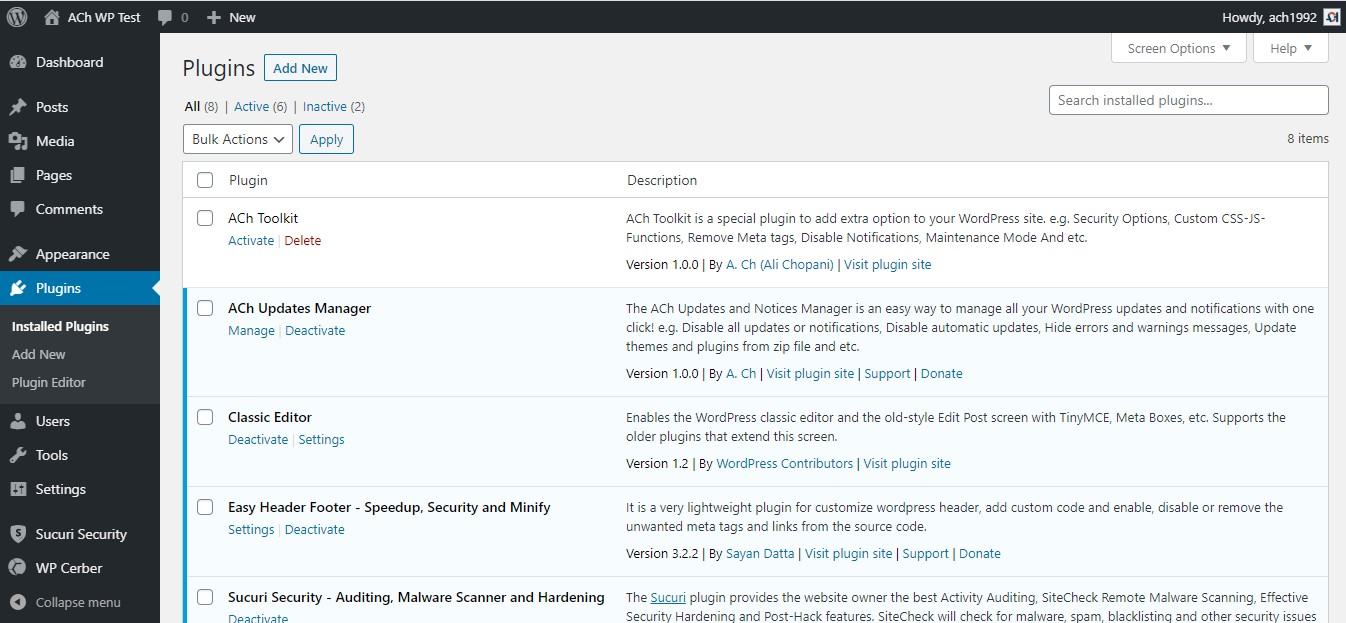 ACh WP Test 0 New Howdy, ach1992
Dashboard
Posts
Media
Pages
Comments
Appearance
Plugins
Installed Plugins
Add New
Plugin Editor
Users
Tools
Settings
Sucuri Security
WP Cerber
Collapse menu
Screen Options ▼ Help ▼
Plugins Add New
All (8) | Active (6) | Inactive (2)
Search installed plugins...
Bulk Actions Apply
8 items
Plugin Description
ACh Toolkit
Activate | Delete
ACh Toolkit is a special plugin to add extra option to your WordPress site. e.g. Security Options, Custom CSS-JS-
Functions, Remove Meta tags, Disable Notifications, Maintenance Mode And etc.
Version 1.0.0 | By A. Ch (Ali Chopani) | Visit plugin site
ACh Updates Manager
Manage | Deactivate
The ACh Updates and Notices Manager is an easy way to manage all your WordPress updates and notifications with one
click! e.g. Disable all updates or notifications, Disable automatic updates, Hide errors and warnings messages, Update
themes and plugins from zip file and etc.
Version 1.0.0 | By A. Ch | Visit plugin site | Support | Donate
Classic Editor
Deactivate | Settings
Enables the WordPress classic editor and the old-style Edit Post screen with TinyMCE, Meta Boxes, etc. Supports the
older plugins that extend this screen.
Version 1.2 | By WordPress Contributors | Visit plugin site
Easy Header Footer - Speedup, Security and Minify
Settings | Deactivate
It is a very lightweight plugin for customize wordpress header, add custom code and enable, disable or remove the
unwanted meta tags and links from the source code.
Version 3.2.2 | By Sayan Datta | Visit plugin site | Support | Donate
Sucuri Security - Auditing, Malware Scanner and Hardening
Deactivate
The Sucuri plugin provides the website owner the best Activity Auditing, SiteCheck Remote Malware Scanning, Effective
Security Hardening and Post-Hack features. SiteCheck will check for malware, spam, blacklisting and other security issues